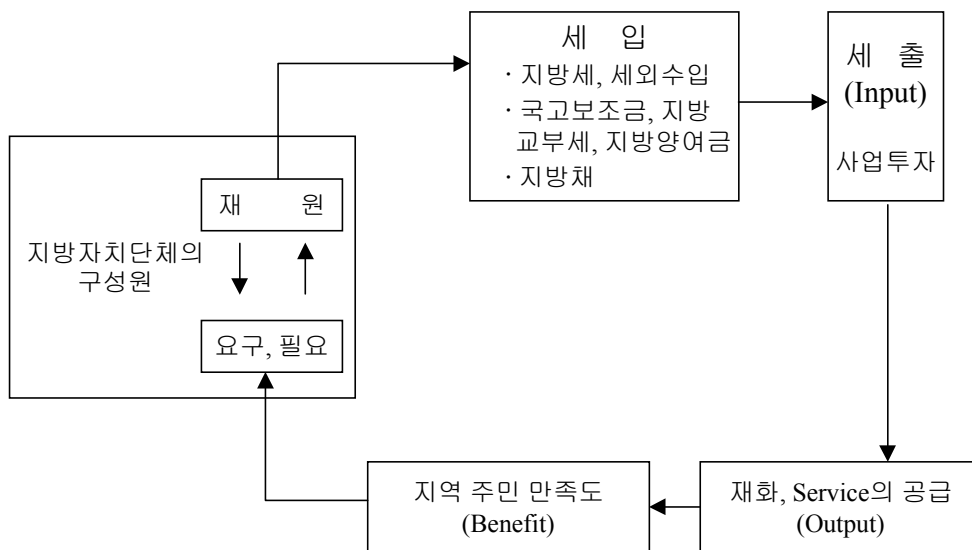 세 입
· 지방세, 세외수입
· 국고보조금, 지방
교부세, 지방양여금
· 지방채
세 출
(Input)
사업투자
재 원
지방자치단체의
구성원
요구, 필요
지역 주민 만족도
(Benefit)
재화, Service의 공급
(Output)